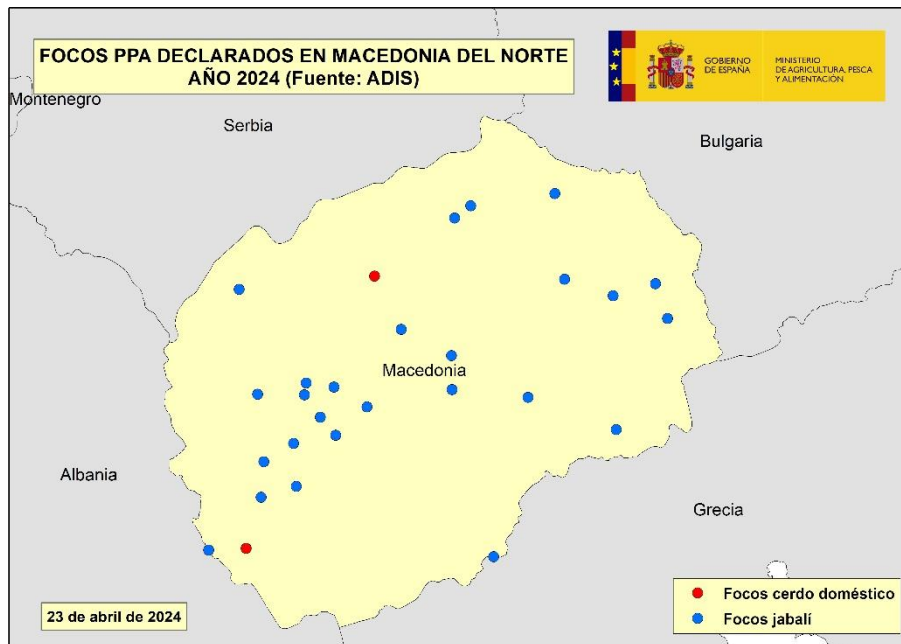 FOCOS PPA DECLARADOS EN MACEDONIA DEL NORTE
AÑO 2024 (Fuente: ADIS)
GOBIERNO
DE ESPAÑA
MINISTERIO
DE AGRICULTURA, PESCA
Y ALIMENTACIÓN
Montenegro
Serbia
Bulgaria
Macedonia
Albania
Grecia
23 de abril de 2024
Focos cerdo doméstico
Focos jabalí